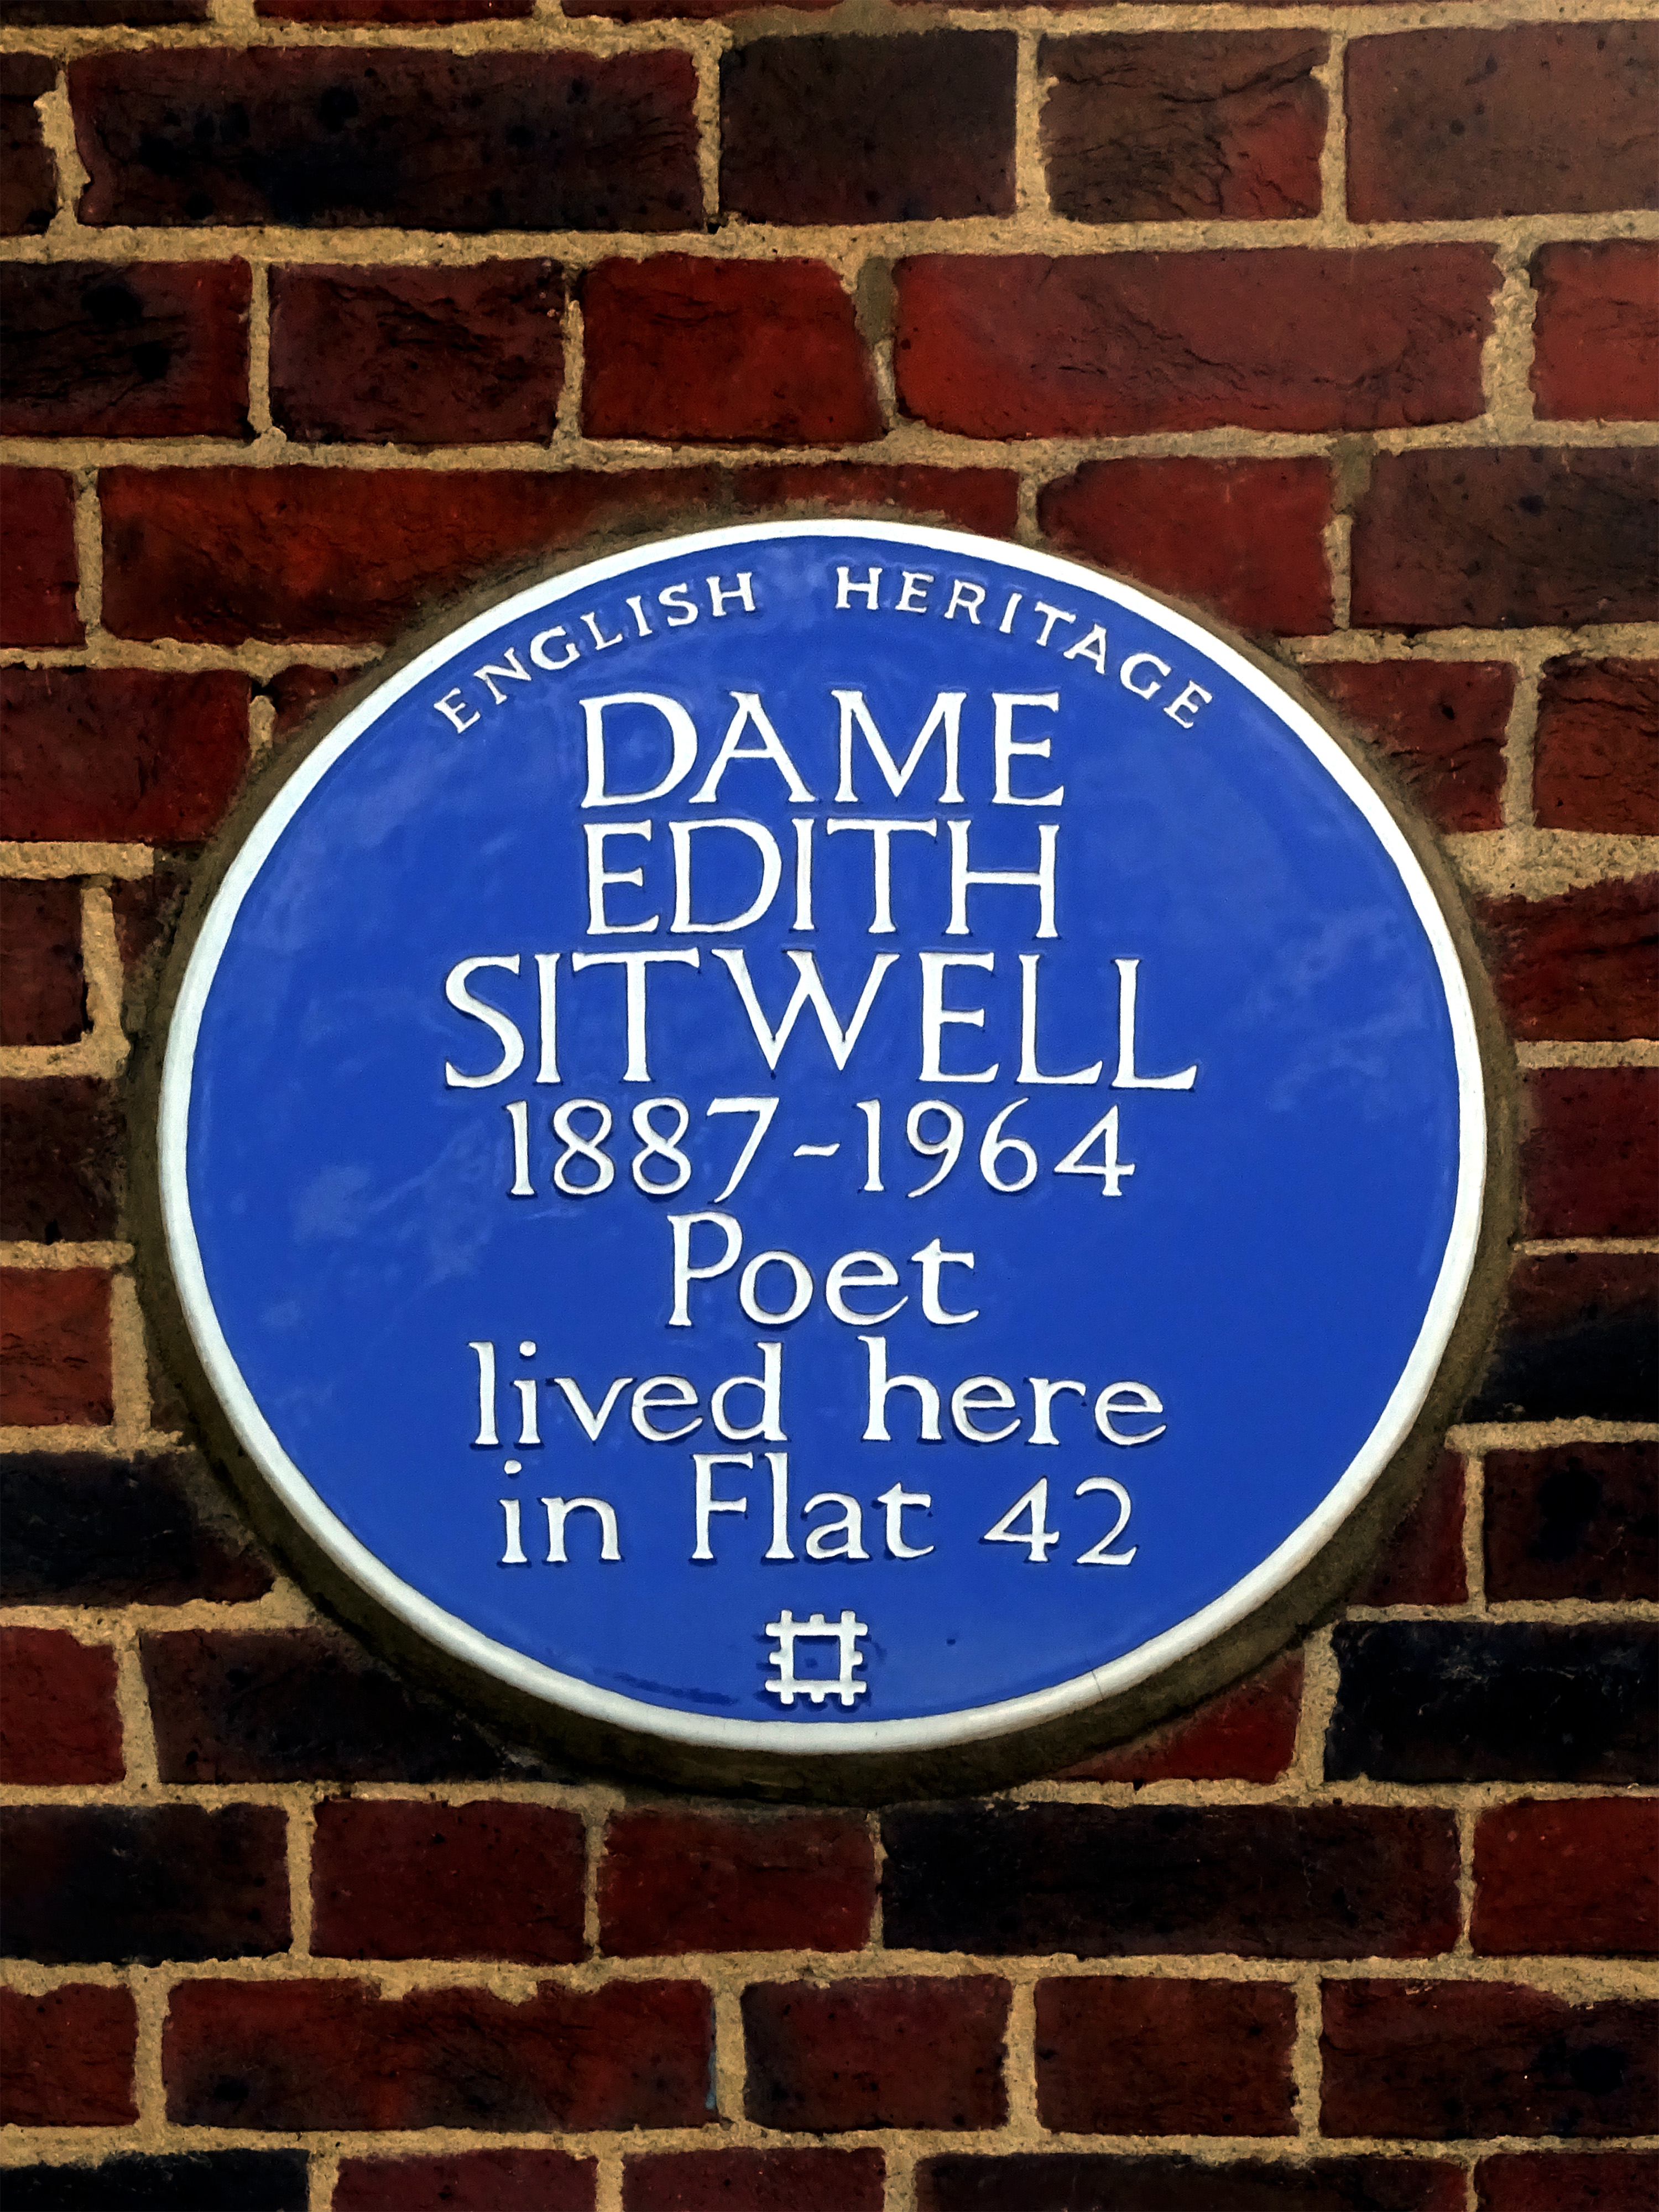 ENGLISH HERITAGE
DAME
EDITH
SITWELL
1887-1964
Poet
lived here
in Flat 42